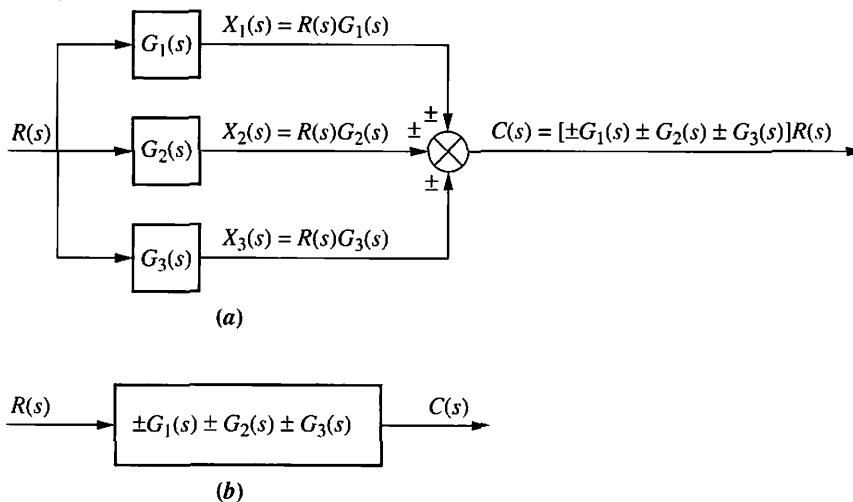 X₁(s) = R(s)G₁(s)
G₁(s)
±
R(s)
G₂(s)
X₂(s) = R(s)G₂(s)
±
C(s) = [±G₁(s) ± G₂(s) ± G₃(s)]R(s)
±
G₃(s)
X₃(s) = R(s)G₃(s)
(a)
R(s)
±G₁(s) ± G₂(s) ± G₃(s)
C(s)
(b)